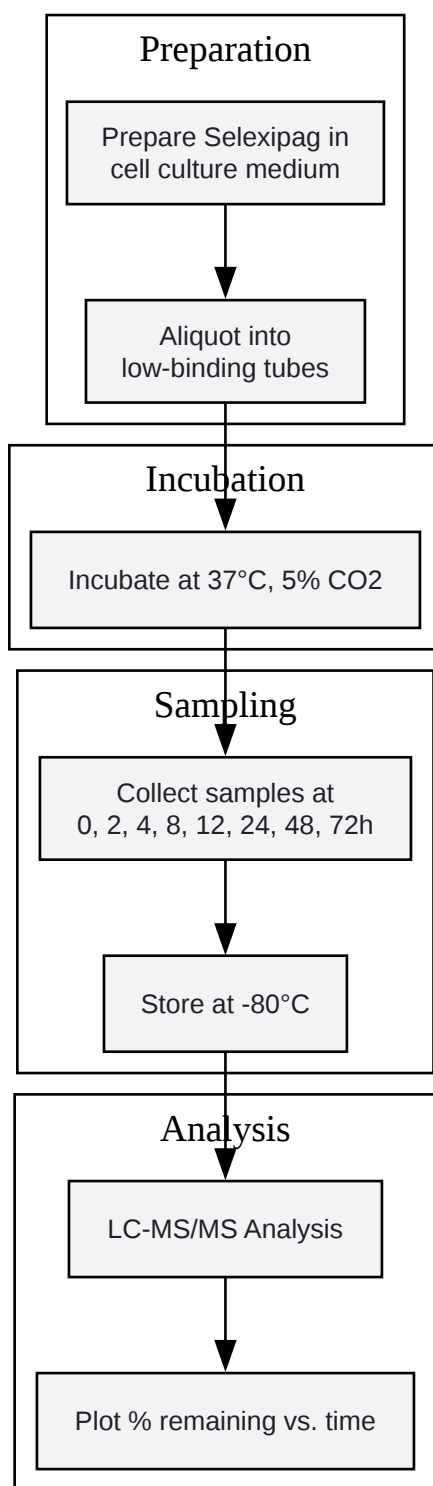 Preparation
Prepare Selexipag in
cell culture medium
Aliquot into
low-binding tubes
Incubation
Incubate at 37°C, 5% CO2
Sampling
Collect samples at
0, 2, 4, 8, 12, 24, 48, 72h
Store at -80°C
Analysis
LC-MS/MS Analysis
Plot % remaining vs. time